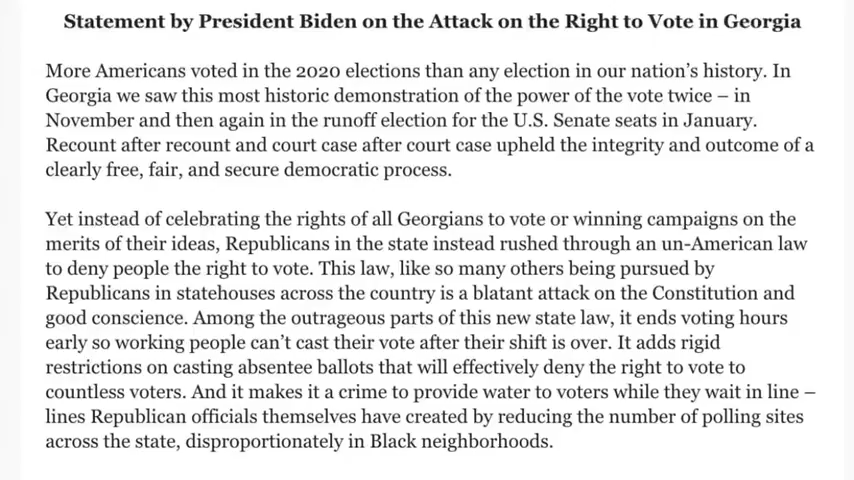 Statement by President Biden on the Attack on the Right to Vote in Georgia
More Americans voted in the 2020 elections than any election in our nation’s history. In
Georgia we saw this most historic demonstration of the power of the vote twice – in
November and then again in the runoff election for the U.S. Senate seats in January.
Recount after recount and court case after court case upheld the integrity and outcome of a
clearly free, fair, and secure democratic process.
Yet instead of celebrating the rights of all Georgians to vote or winning campaigns on the
merits of their ideas, Republicans in the state instead rushed through an un-American law
to deny people the right to vote. This law, like so many others being pursued by
Republicans in statehouses across the country is a blatant attack on the Constitution and
good conscience. Among the outrageous parts of this new state law, it ends voting hours
early so working people can’t cast their vote after their shift is over. It adds rigid
restrictions on casting absentee ballots that will effectively deny the right to vote to
countless voters. And it makes it a crime to provide water to voters while they wait in line –
lines Republican officials themselves have created by reducing the number of polling sites
across the state, disproportionately in Black neighborhoods.